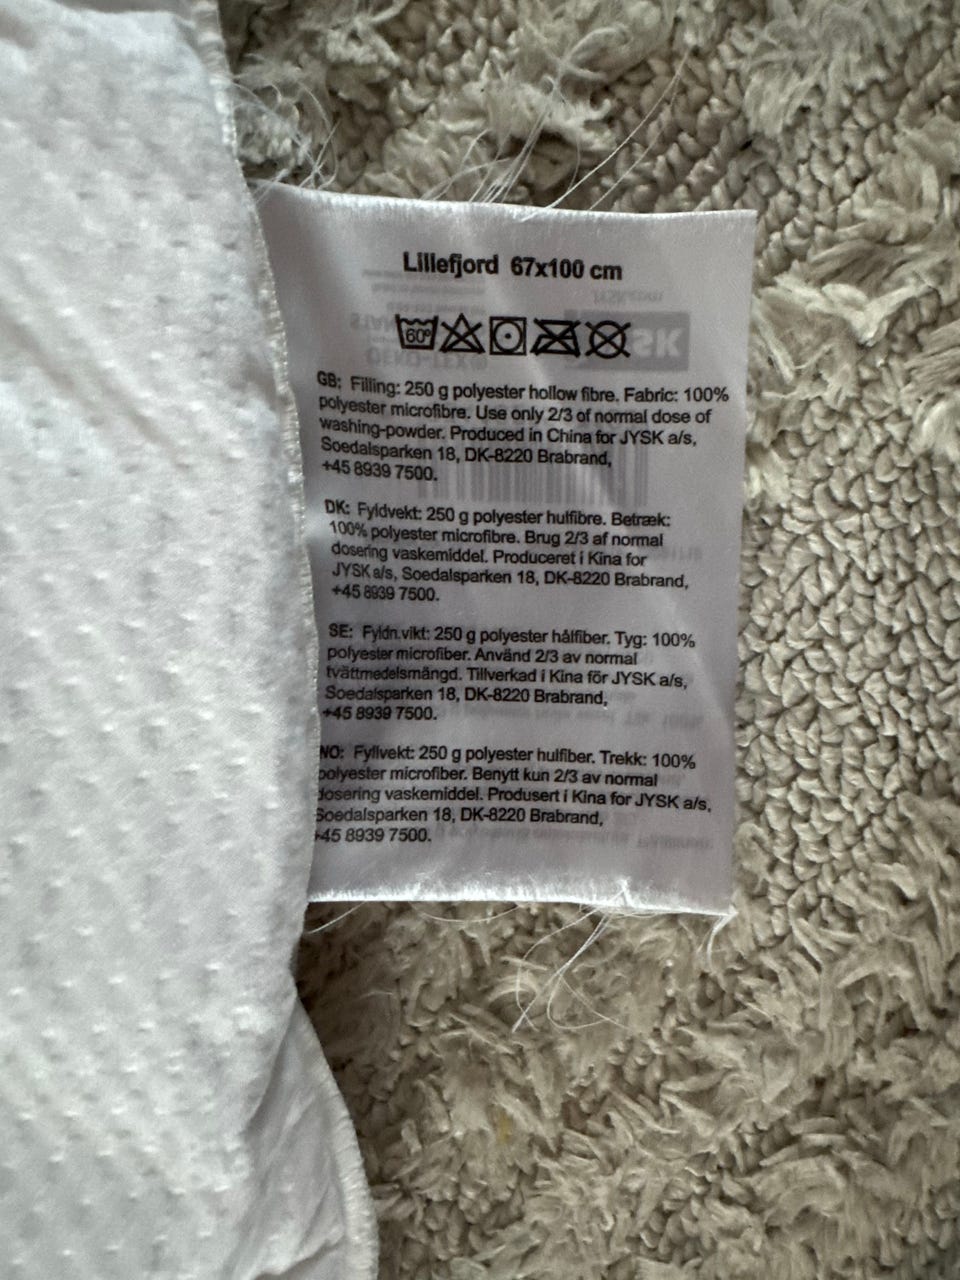 Lillefjord 67x100 cm
60°
GB: Filling: 250 g polyester hollow fibre. Fabric: 100%
polyester microfibre. Use only 2/3 of normal dose of
washing-powder. Produced in China for JYSK a/s,
Soedalsparken 18, DK-8220 Brabrand,
+45 8939 7500.
DK: Fyldvekt: 250 g polyester hulfibre. Betræk:
100% polyester microfibre. Brug 2/3 af normal
dosering vaskemiddel. Produceret i Kina for
JYSK a/s, Soedalsparken 18, DK-8220 Brabrand,
+45 8939 7500.
SE: Fyldn.vikt: 250 g polyester hålfiber. Tyg: 100%
polyester microfiber. Använd 2/3 av normal
tvättmedelsmängd. Tillverkad i Kina för JYSK a/s,
Soedalsparken 18, DK-8220 Brabrand,
+45 8939 7500.
NO: Fyllvekt: 250 g polyester hulfiber. Trekk: 100%
polyester microfiber. Benytt kun 2/3 av normal
dosering vaskemiddel. Produsert i Kina for JYSK a/s,
Soedalsparken 18, DK-8220 Brabrand,
+45 8939 7500.